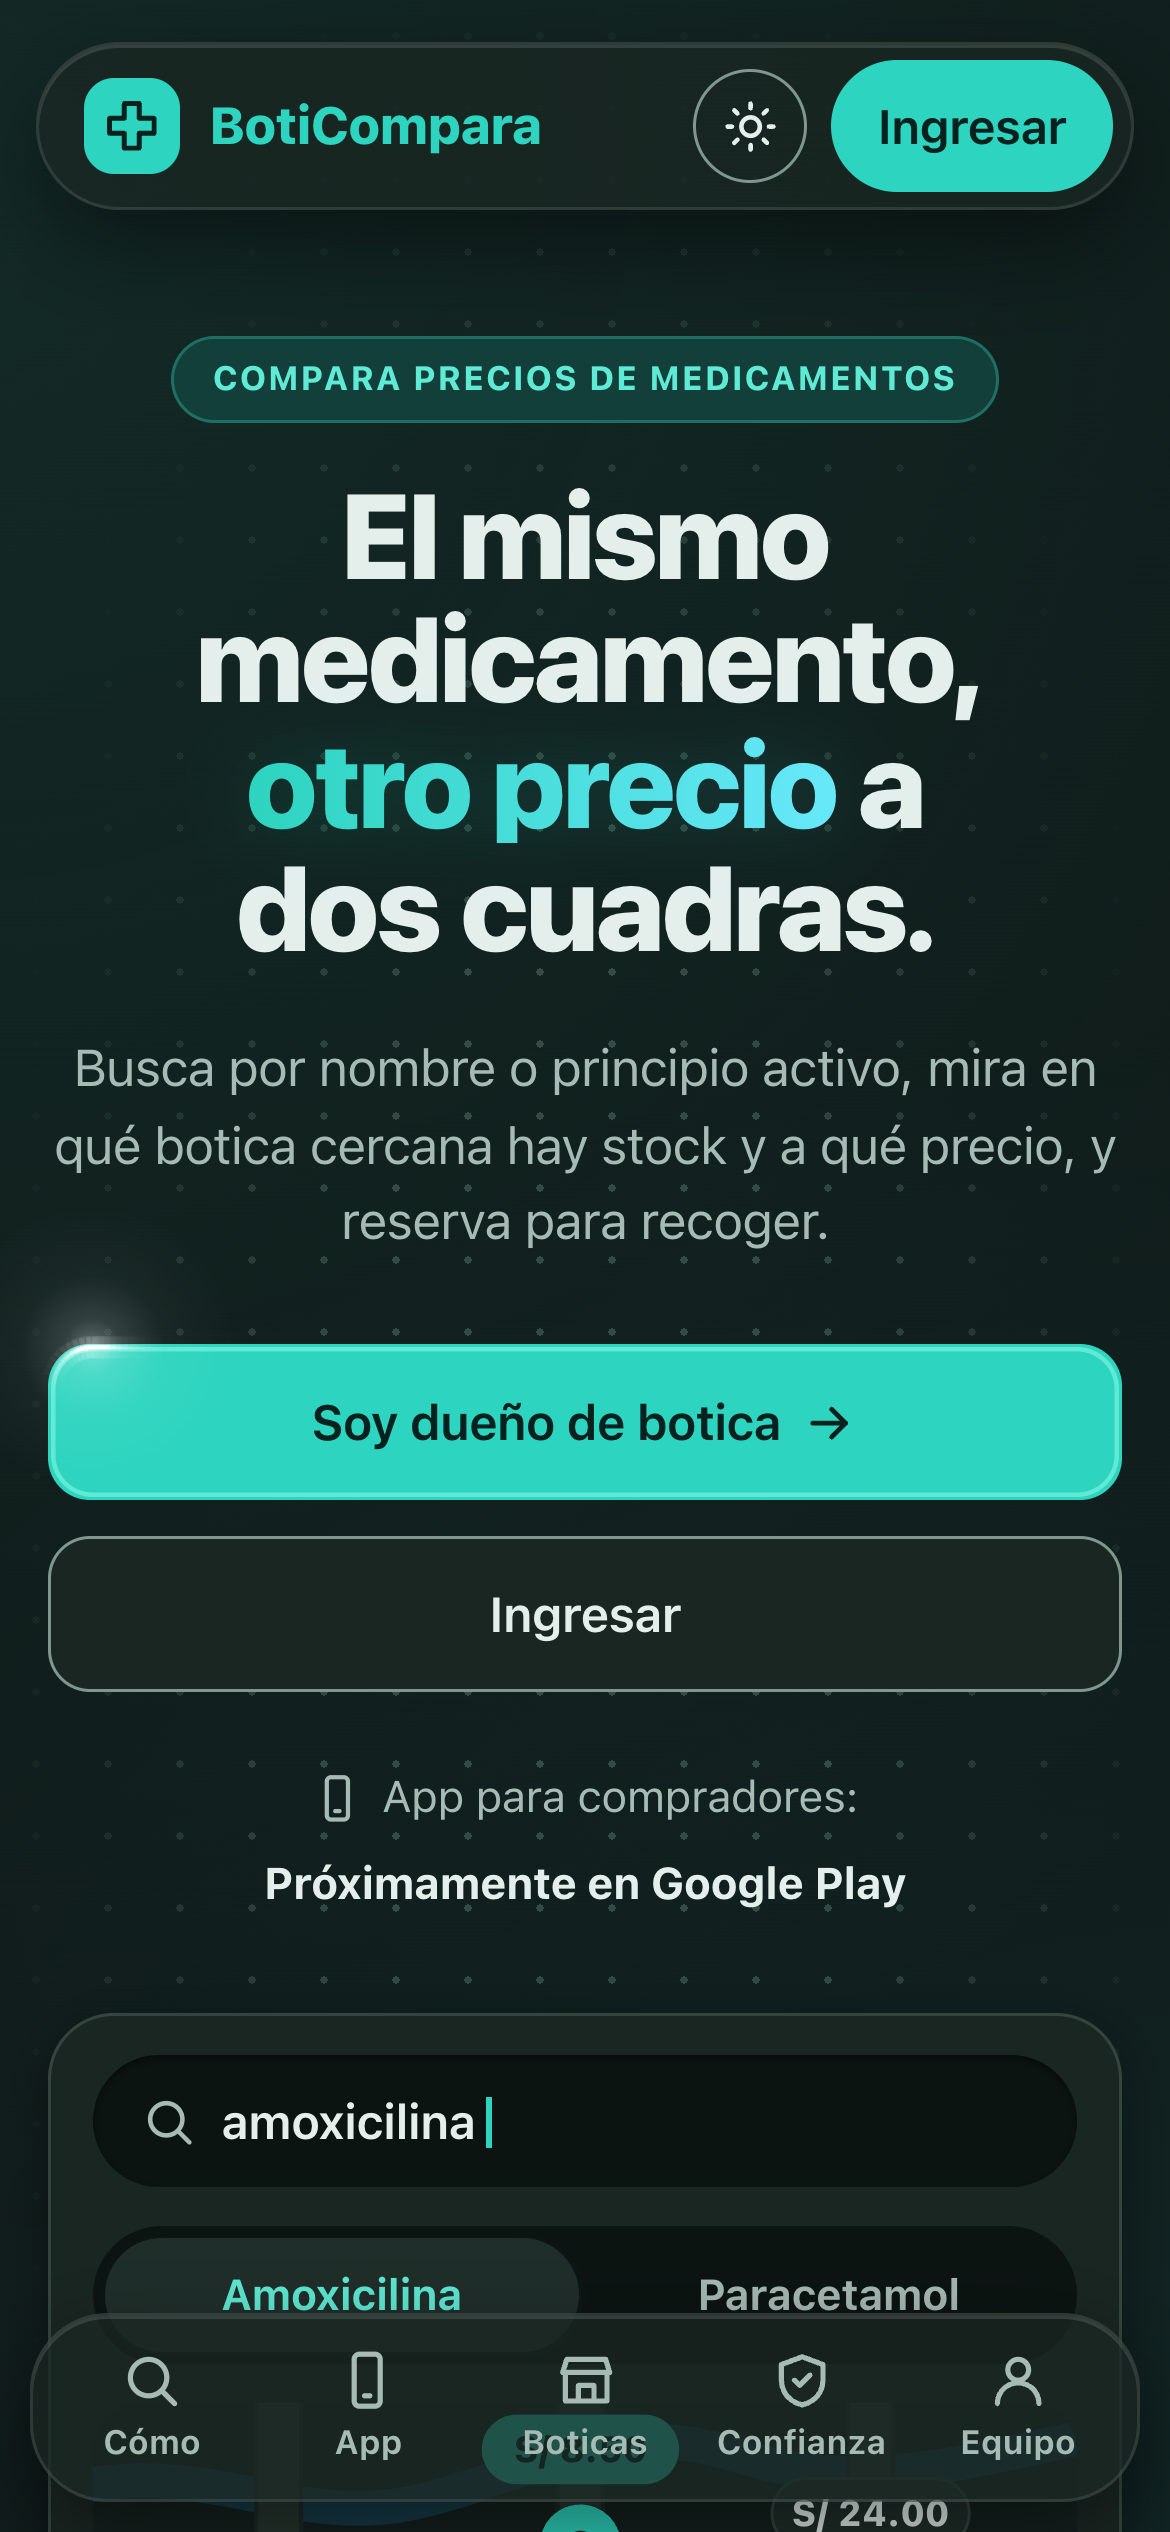 BotiCompara
Ingresar
COMPARA PRECIOS DE MEDICAMENTOS
El mismo
medicamento,
otro precio a
dos cuadras.
Busca por nombre o principio activo, mira en
qué botica cercana hay stock y a qué precio, y
reserva para recoger.
Soy dueño de botica →
Ingresar
App para compradores:
Próximamente en Google Play
amoxicilina
Amoxicilina Paracetamol
Cómo App Boticas Confianza Equipo
S/ 24.00